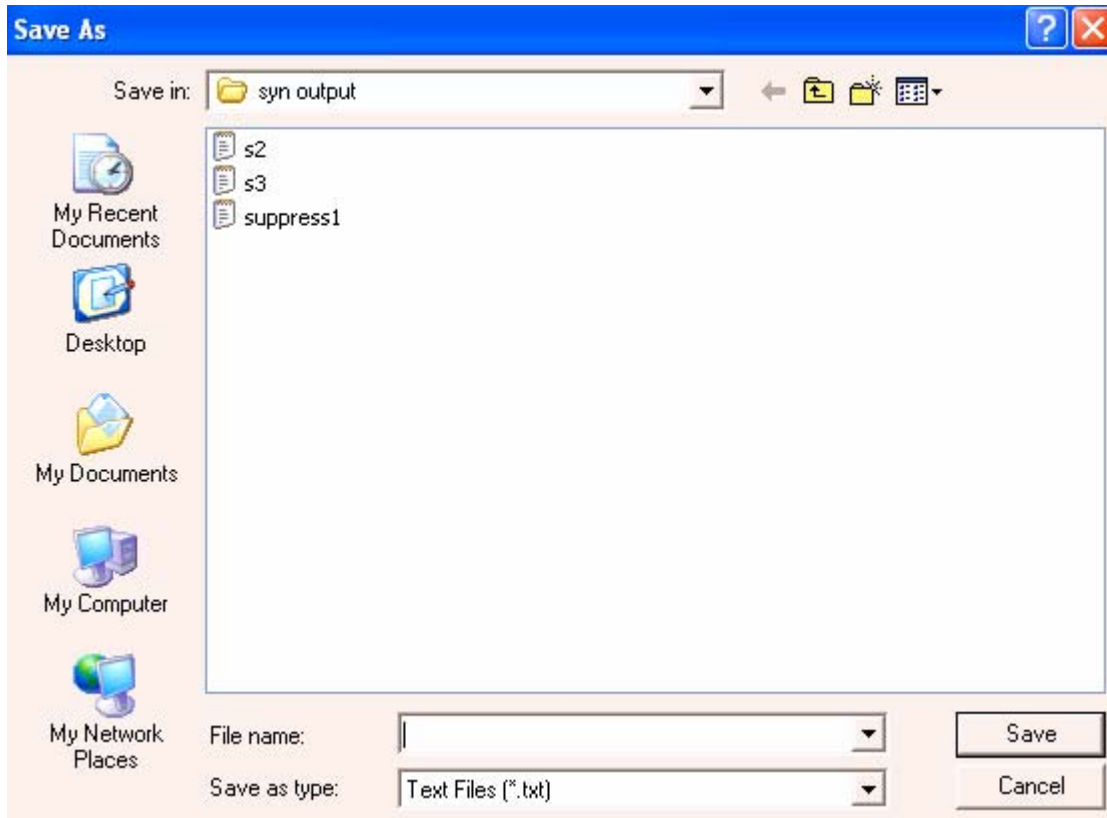 Save As
Save in:
syn output
s2
s3
suppress1
My Recent
Documents
Desktop
My Documents
My Computer
My Network
Places
File name:
Save
Save as type:
Text Files (*.txt)
Cancel